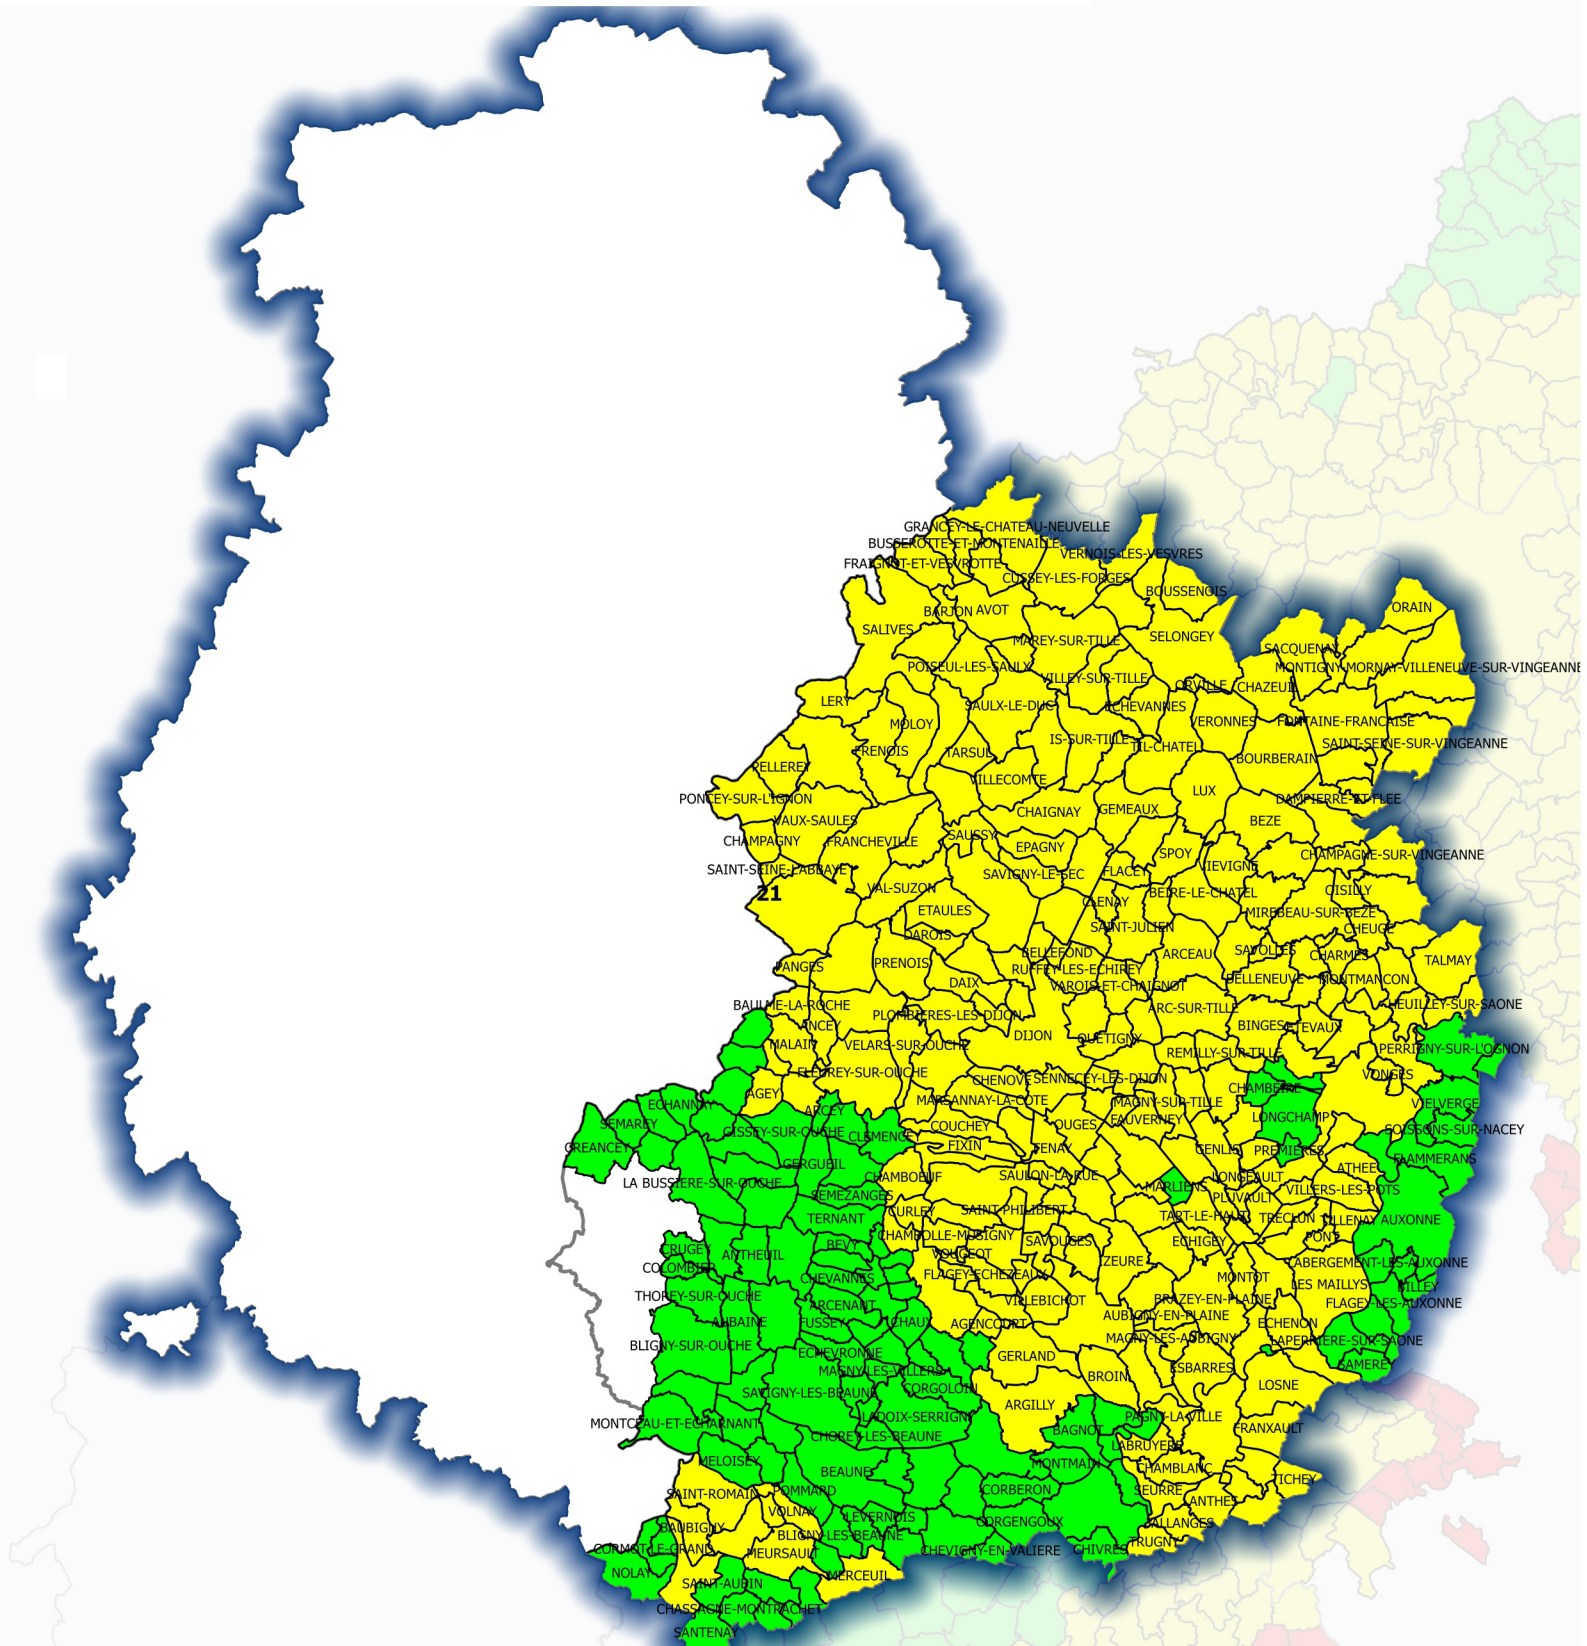 GRANCEY-LE-CHATEAU-NEUVELLE
BUSSEROTTE-ET-MONTENAILLE
VERNOIS-LES-VESVRES
FRAIGNOT-ET-VESVROTTE
CUSSEY-LES-FORGES
BOUSSENOIS
ORAIN
BARJON
AVOT
SALIVES
SELONGEY
MAREY-SUR-TILLE
SACQUENAY
POISEUL-LES-SAULX
MONTIGNY-MORNAY-VILLENEUVE-SUR-VINGEANNE
VILLEY-SUR-TILLE
ORVILLE
CHAZEUIL
LERY
SAULX-LE-DUC
ECHEVANNES
MOLOY
VERONNES
FONTAINE-FRANCAISE
IS-SUR-TILLE
TIL-CHATEL
SAINT-SEINE-SUR-VINGEANNE
FRENOIS
TARSUL
BOURBERAIN
PELLEREY
VILLECOMTE
LUX
PONCEY-SUR-L'IGNON
DAMPIERRE-ET-FLEE
CHAIGNAY
GEMEAUX
VAUX-SAULES
BEZE
CHAMPAGNY
FRANCHEVILLE
SAUSSY
EPAGNY
SPOY
CHAMPAGNE-SUR-VINGEANNE
SAINT-SEINE-L'ABBAYE
SAVIGNY-LE-SEC
FLACEY
VIEVIGNE
21
VAL-SUZON
BEIRE-LE-CHATEL
OISILLY
CLENAY
ETAULES
MIREBEAU-SUR-BEZE
SAINT-JULIEN
CHEUGE
DAROIS
BELLEFOND
ARCEAU
SAVOLLES
CHARMES
TALMAY
PANGES
PRENOIS
RUFFEY-LES-ECHIREY
DAIX
VAROIS-ET-CHAIGNOT
BELLENEUVE
MONTMANCON
BAULME-LA-ROCHE
ARC-SUR-TILLE
HEUILLEY-SUR-SAONE
PLOMBIERES-LES-DIJON
ANCEY
BINGES
ETEVAUX
DIJON
QUETIGNY
MALAIN
VELARS-SUR-OUCHE
REMILLY-SUR-TILLE
PERRIGNY-SUR-L'OGNON
FLEUREY-SUR-OUCHE
CHENOVE
SENNECEY-LES-DIJON
VONGES
AGEY
CHAMBEIRE
MARSANNAY-LA-COTE
MAGNY-SUR-TILLE
VIELVERGE
ECHANNAY
ARCEY
LONGCHAMP
FAUVERNEY
SEMAREY
COUCHEY
OUGES
SOISSONS-SUR-NACEY
GISSEY-SUR-OUCHE
CLEMENCEY
CREANCEY
FIXIN
FENAY
GENLIS
PREMIERES
FLAMMERANS
GERGUEIL
ATHEE
LA BUSSIERE-SUR-OUCHE
CHAMBOEUF
SAULON-LA-RUE
LONGEAULT
MARLIENS
VILLERS-LES-POTS
SEMEZANGES
PLUVAULT
CURLEY
SAINT-PHILIBERT
TERNANT
TART-LE-HAUT
TRECLUN
TILLENAY
AUXONNE
CHAMBOLLE-MUSIGNY
SAVOUGES
ECHIGEY
PONT
CRUGEY
BEVY
ANTHEUIL
VOUGEOT
IZEURE
LABERGEMENT-LES-AUXONNE
COLOMBIER
CHEVANNES
FLAGEY-ECHEZEAUX
MONTOT
LES MAILLYS
BILLEY
THOREY-SUR-OUCHE
VILLEBICHOT
BRAZEY-EN-PLAINE
FLAGEY-LES-AUXONNE
ARCENANT
AUBIGNY-EN-PLAINE
AUBAINE
FUSSEY
CHAUX
AGENCOURT
ECHENON
MAGNY-LES-AUBIGNY
LAPERRIERE-SUR-SAONE
BLIGNY-SUR-OUCHE
ECHEVRONNE
GERLAND
SAMEREY
MAGNY-LES-VILLERS
ESBARRES
BROIN
CORGOLOIN
LOSNE
SAVIGNY-LES-BEAUNE
ARGILLY
LADOIX-SERRIGNY
PAGNY-LA-VILLE
MONTCEAU-ET-ECHARNANT
BAGNOT
FRANXAULT
CHOREY-LES-BEAUNE
LABRUYERE
MELOISEY
MONTMAIN
CHAMBLANC
BEAUNE
TICHEY
SAINT-ROMAIN
POMMARD
CORBERON
SEURRE
ANTHES
VOLNAY
LEVERNOIS
CORGENGOUX
JALLANGES
BAUBIGNY
BLIGNY-LES-BEAUNE
TRUGNY
CORMOT-LE-GRAND
MEURSAULT
CHEVIGNY-EN-VALIERE
CHIVRES
NOLAY
MERCEUIL
SAINT-AUBIN
CHASSAGNE-MONTRACHET
SANTENAY